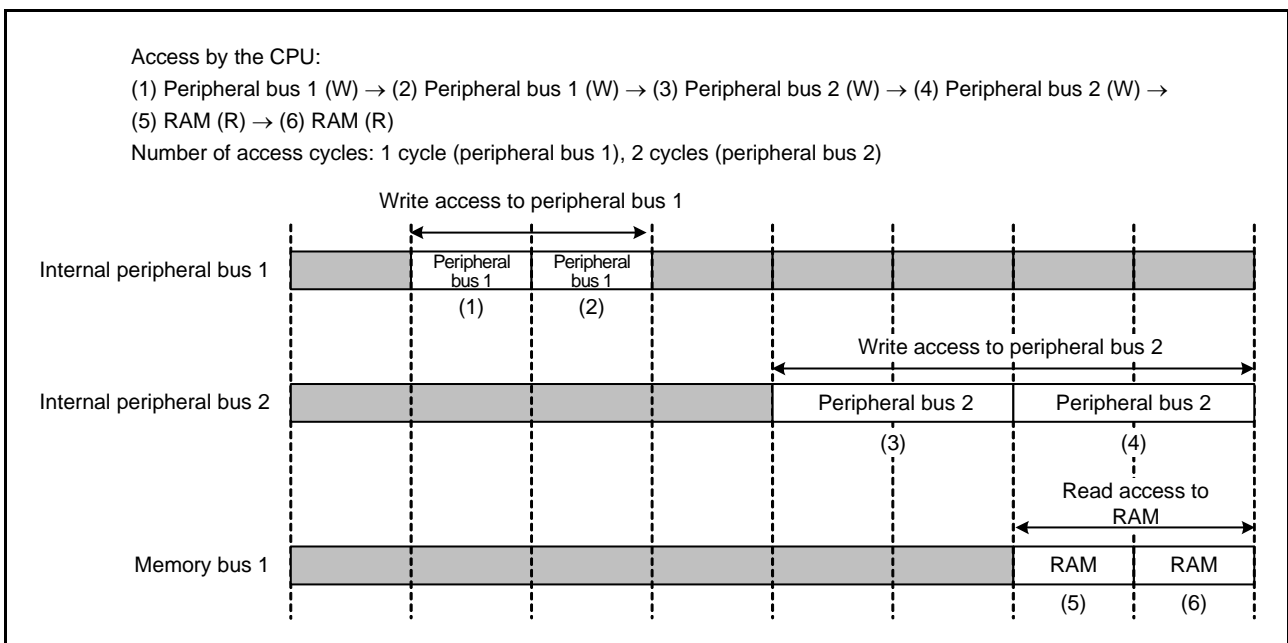 Access by the CPU:
(1) Peripheral bus 1 (W) → (2) Peripheral bus 1 (W) → (3) Peripheral bus 2 (W) → (4) Peripheral bus 2 (W) →
(5) RAM (R) → (6) RAM (R)
Number of access cycles: 1 cycle (peripheral bus 1), 2 cycles (peripheral bus 2)
Write access to peripheral bus 1
Internal peripheral bus 1
Peripheral
bus 1
Peripheral
bus 1
(1)
(2)
Write access to peripheral bus 2
Internal peripheral bus 2
Peripheral bus 2
Peripheral bus 2
(3)
(4)
Read access to
RAM
Memory bus 1
RAM
RAM
(5)
(6)